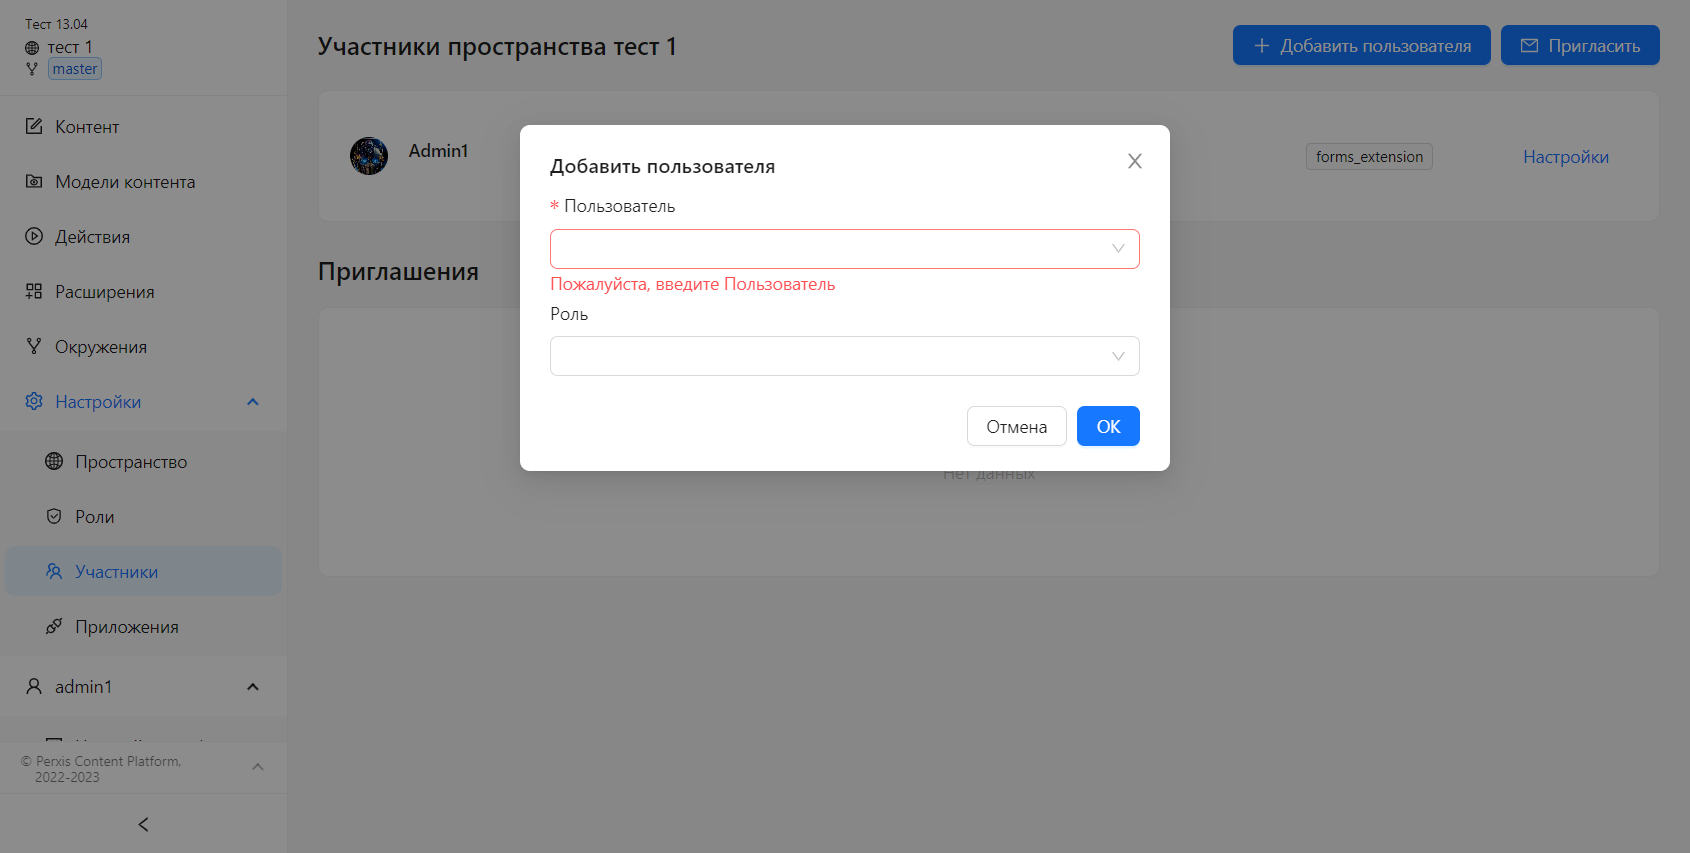 Тест 13.04
тест 1
master
Контент
Модели контента
Действия
Расширения
Окружения
Настройки
Пространство
Роли
Участники
Приложения
admin1
© Perxis Content Platform,
2022-2023
Участники пространства тест 1
Добавить пользователя
Пригласить
Admin1
forms_extension
Настройки
Приглашения
Нет данных
Добавить пользователя
* Пользователь
Пожалуйста, введите Пользователь
Роль
Отмена
ОК